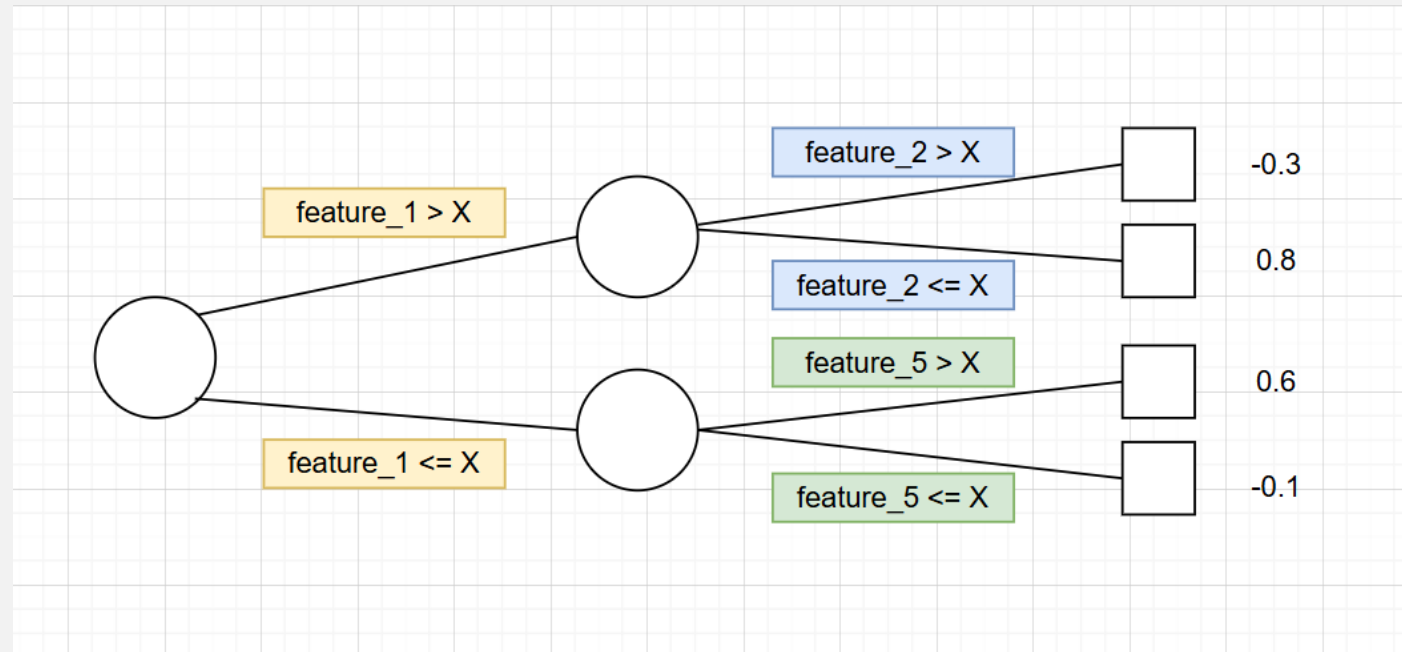 feature_2 > X
-0.3
feature_1 > X
0.8
feature_2 <= X
feature_5 > X
0.6
feature_1 <= X
-0.1
feature_5 <= X